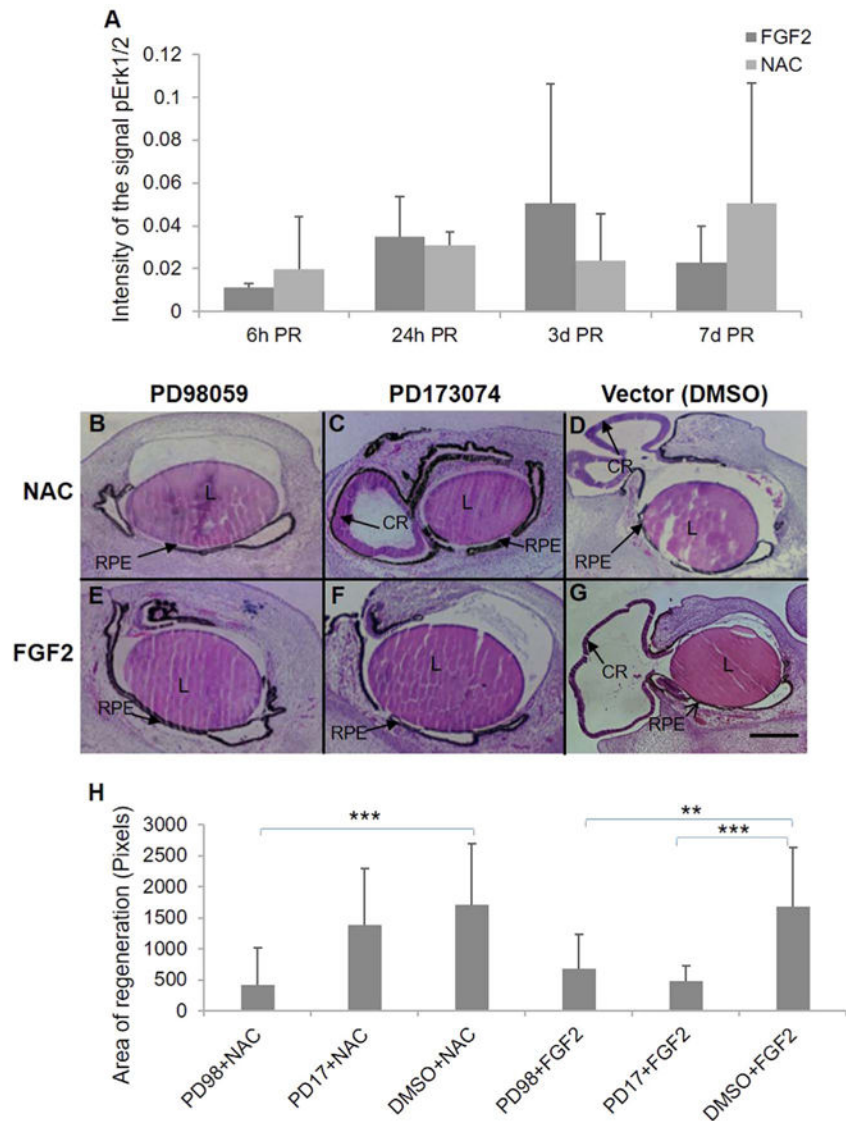 A
Intensity of the signal pErk1/2
0.12
0.1
0.08
0.06
0.04
0.02
0
FGF2
NAC
6h PR 24h PR 3d PR 7d PR
PD98059 PD173074 Vector (DMSO)
NAC
B
L
RPE
C
L
CR
RPE
D
CR
L
RPE
FGF2
E
L
RPE
F
L
RPE
G
CR
L
RPE
H
Area of regeneration (Pixels)
3000
2500
2000
1500
1000
500
0
***
**
***
PD98+NAC
PD17+NAC
DMSO+NAC
PD98+FGF2
PD17+FGF2
DMSO+FGF2